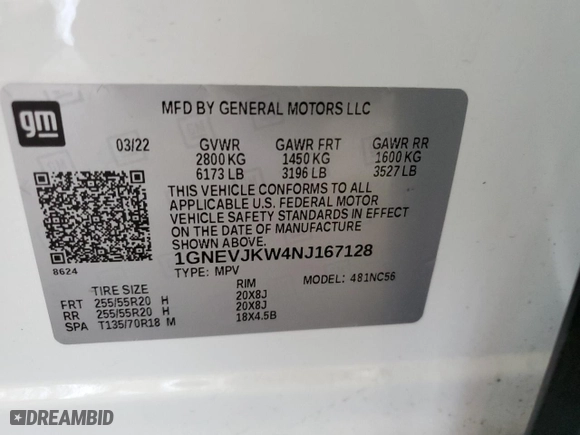 gm
MFD BY GENERAL MOTORS LLC
03/22 GVWR GAWR FRT GAWR RR
2800 KG 1450 KG 1600 KG
6173 LB 3196 LB 3527 LB
THIS VEHICLE CONFORMS TO ALL
APPLICABLE U.S. FEDERAL MOTOR
VEHICLE SAFETY STANDARDS IN EFFECT
ON THE DATE OF MANUFACTURE
SHOWN ABOVE.
8624
1GNEVJKW4NJ167128
TYPE: MPV MODEL: 481NC56
TIRE SIZE RIM
FRT 255/55R20 H 20X8J
RR 255/55R20 H 20X8J
SPA T135/70R18 M 18X4.5B
DREAMBID